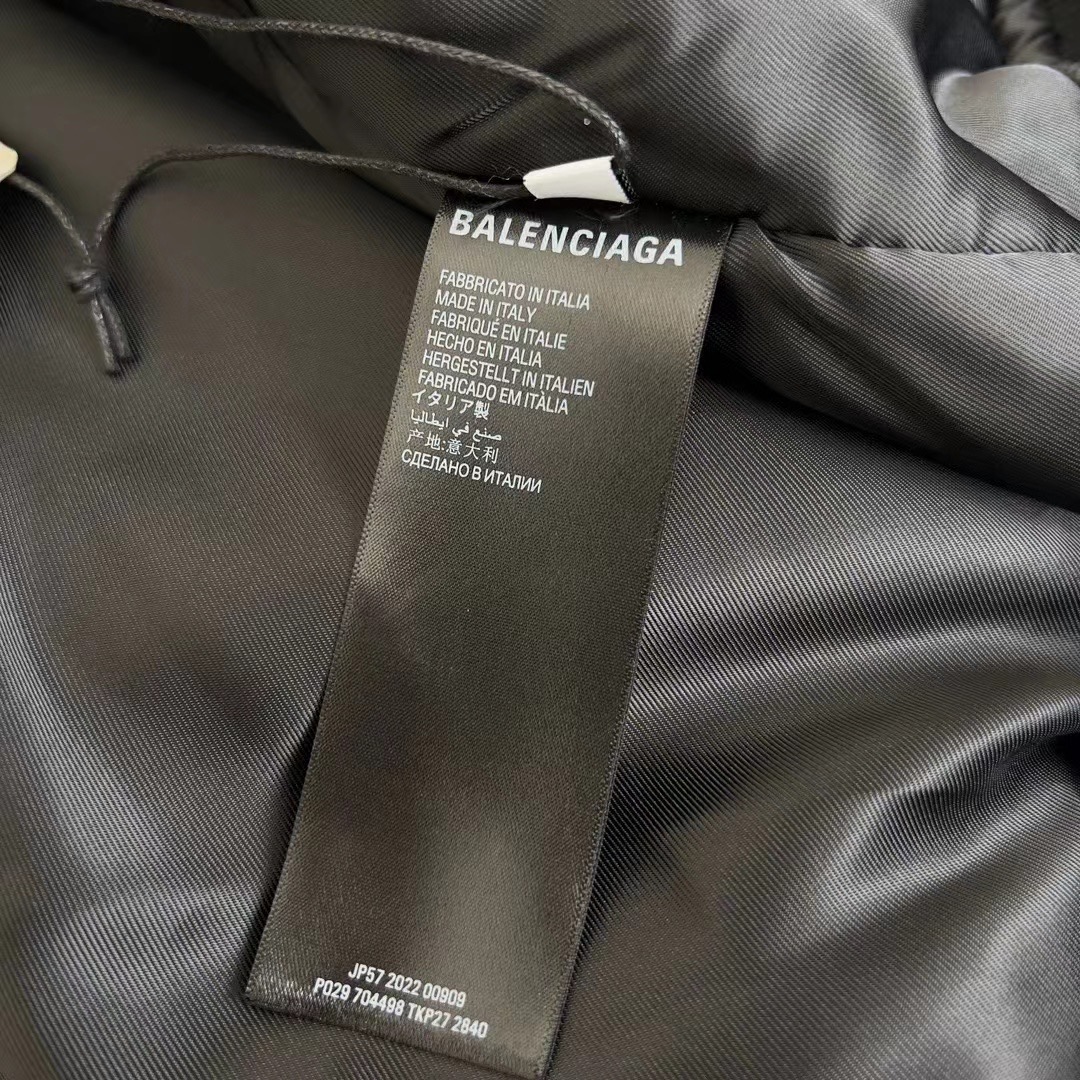 BALENCIAGA
FABBRICATO IN ITALIA
MADE IN ITALY
FABRIQUÉ EN ITALIE
HECHO EN ITALIA
HERGESTELLT IN ITALIEN
FABRICADO EM ITÀLIA
イタリア製
صنع في ايطاليا
产地:意大利
СДЕЛАНО В ИТАЛИИ
JP57 2022 00909
P029 704498 TKP27 2840